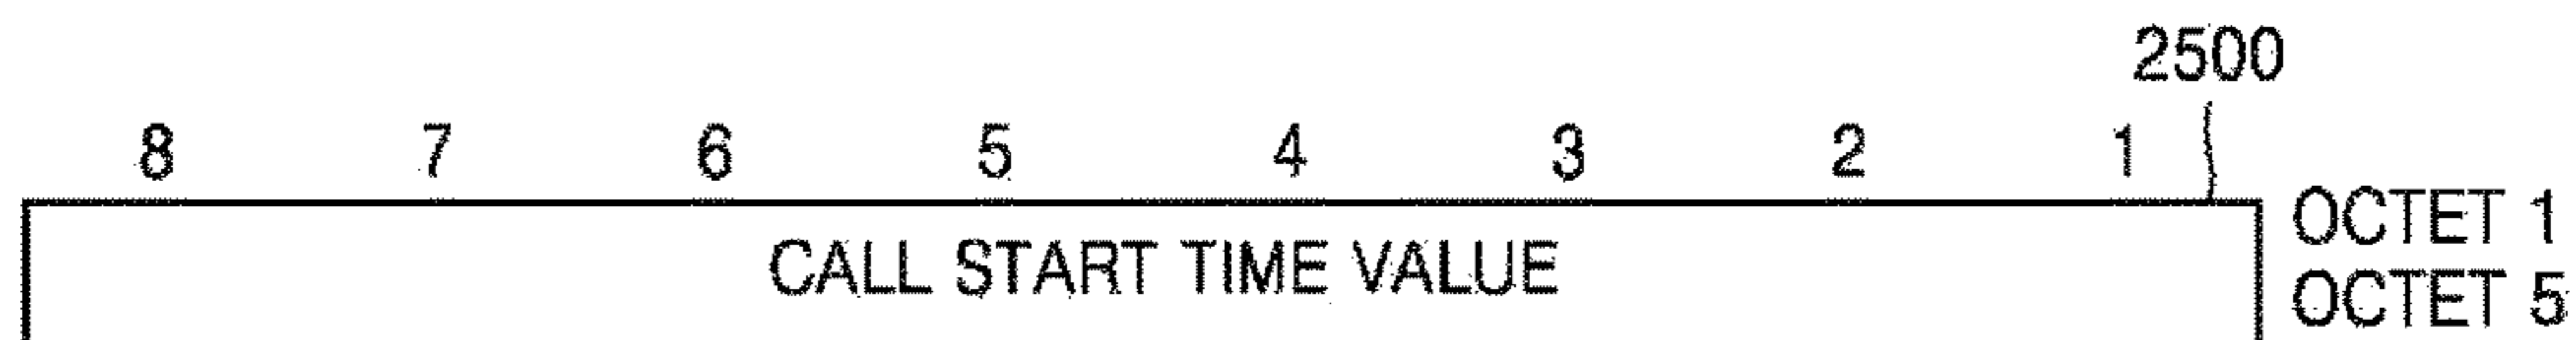 2500
8 7 6 5 4 3 2 1
OCTET 1
CALL START TIME VALUE
OCTET 5